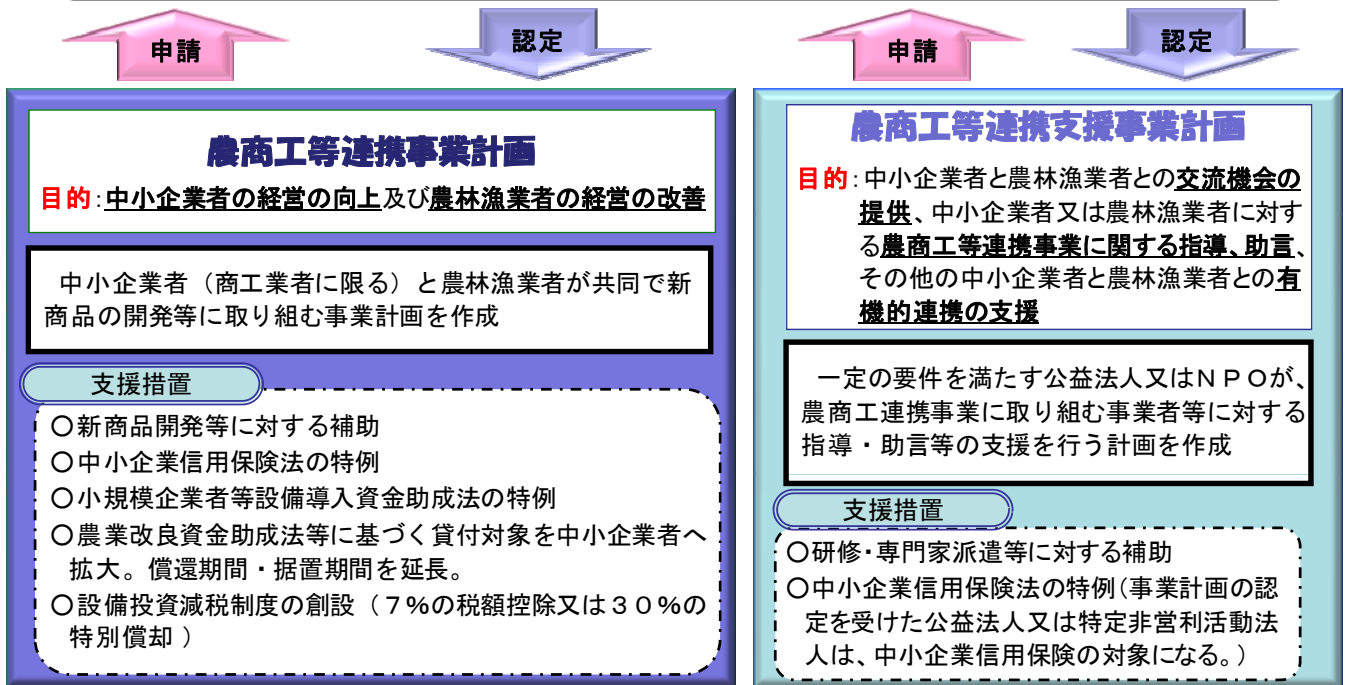 申請
認定
申請
認定
農商工等連携事業計画
目的：中小企業者の経営の向上及び農林漁業者の経営の改善
中小企業者（商工業者に限る）と農林漁業者が共同で新
商品の開発等に取り組む事業計画を作成
支援措置
○新商品開発等に対する補助
○中小企業信用保険法の特例
○小規模企業者等設備導入資金助成法の特例
○農業改良資金助成法等に基づく貸付対象を中小企業者へ
拡大。償還期間・据置期間を延長。
○設備投資減税制度の創設（７％の税額控除又は３０％の
特別償却）
農商工等連携支援事業計画
目的：中小企業者と農林漁業者との交流機会の
提供、中小企業者又は農林漁業者に対す
る農商工等連携事業に関する指導、助言、
その他の中小企業者と農林漁業者との有
機的連携の支援
一定の要件を満たす公益法人又はＮＰＯが、
農商工連携事業に取り組む事業者等に対する
指導・助言等の支援を行う計画を作成
支援措置
○研修・専門家派遣等に対する補助
○中小企業信用保険法の特例（事業計画の認
定を受けた公益法人又は特定非営利活動法
人は、中小企業信用保険の対象になる。）